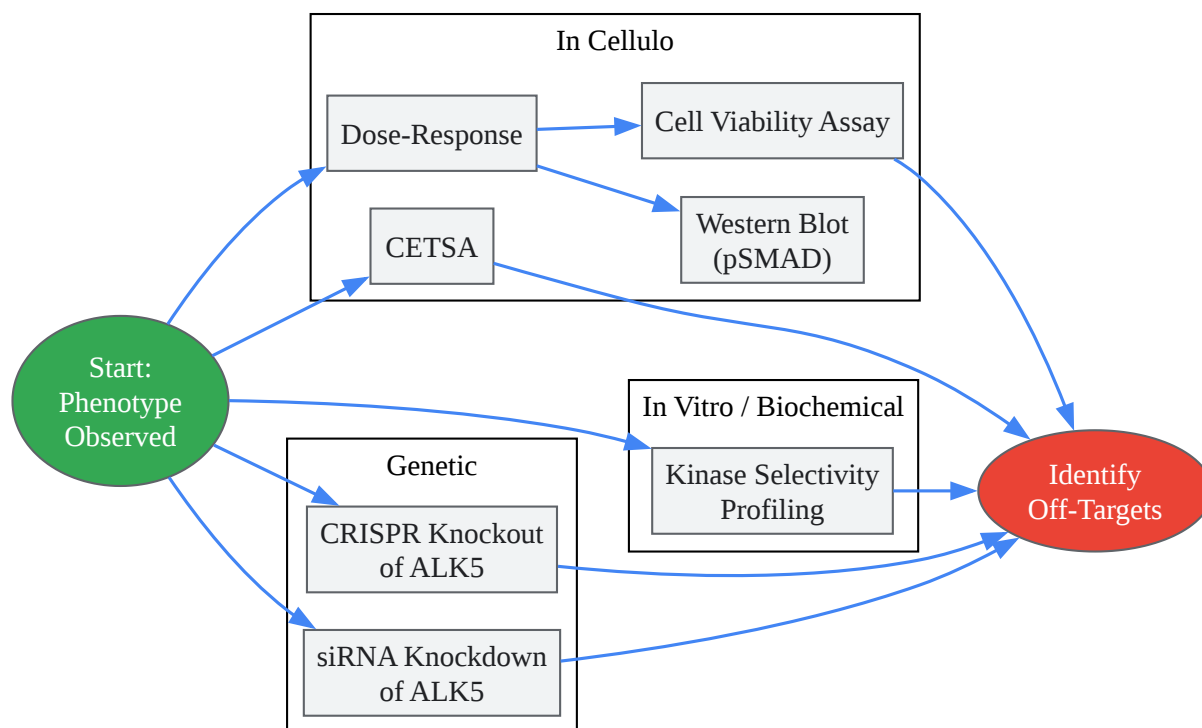 In Cellulo
Dose-Response
Cell Viability Assay
Western Blot
(pSMAD)
CETSA
Start:
Phenotype
Observed
In Vitro / Biochemical
Kinase Selectivity
Profiling
Genetic
CRISPR Knockout
of ALK5
siRNA Knockdown
of ALK5
Identify
Off-Targets